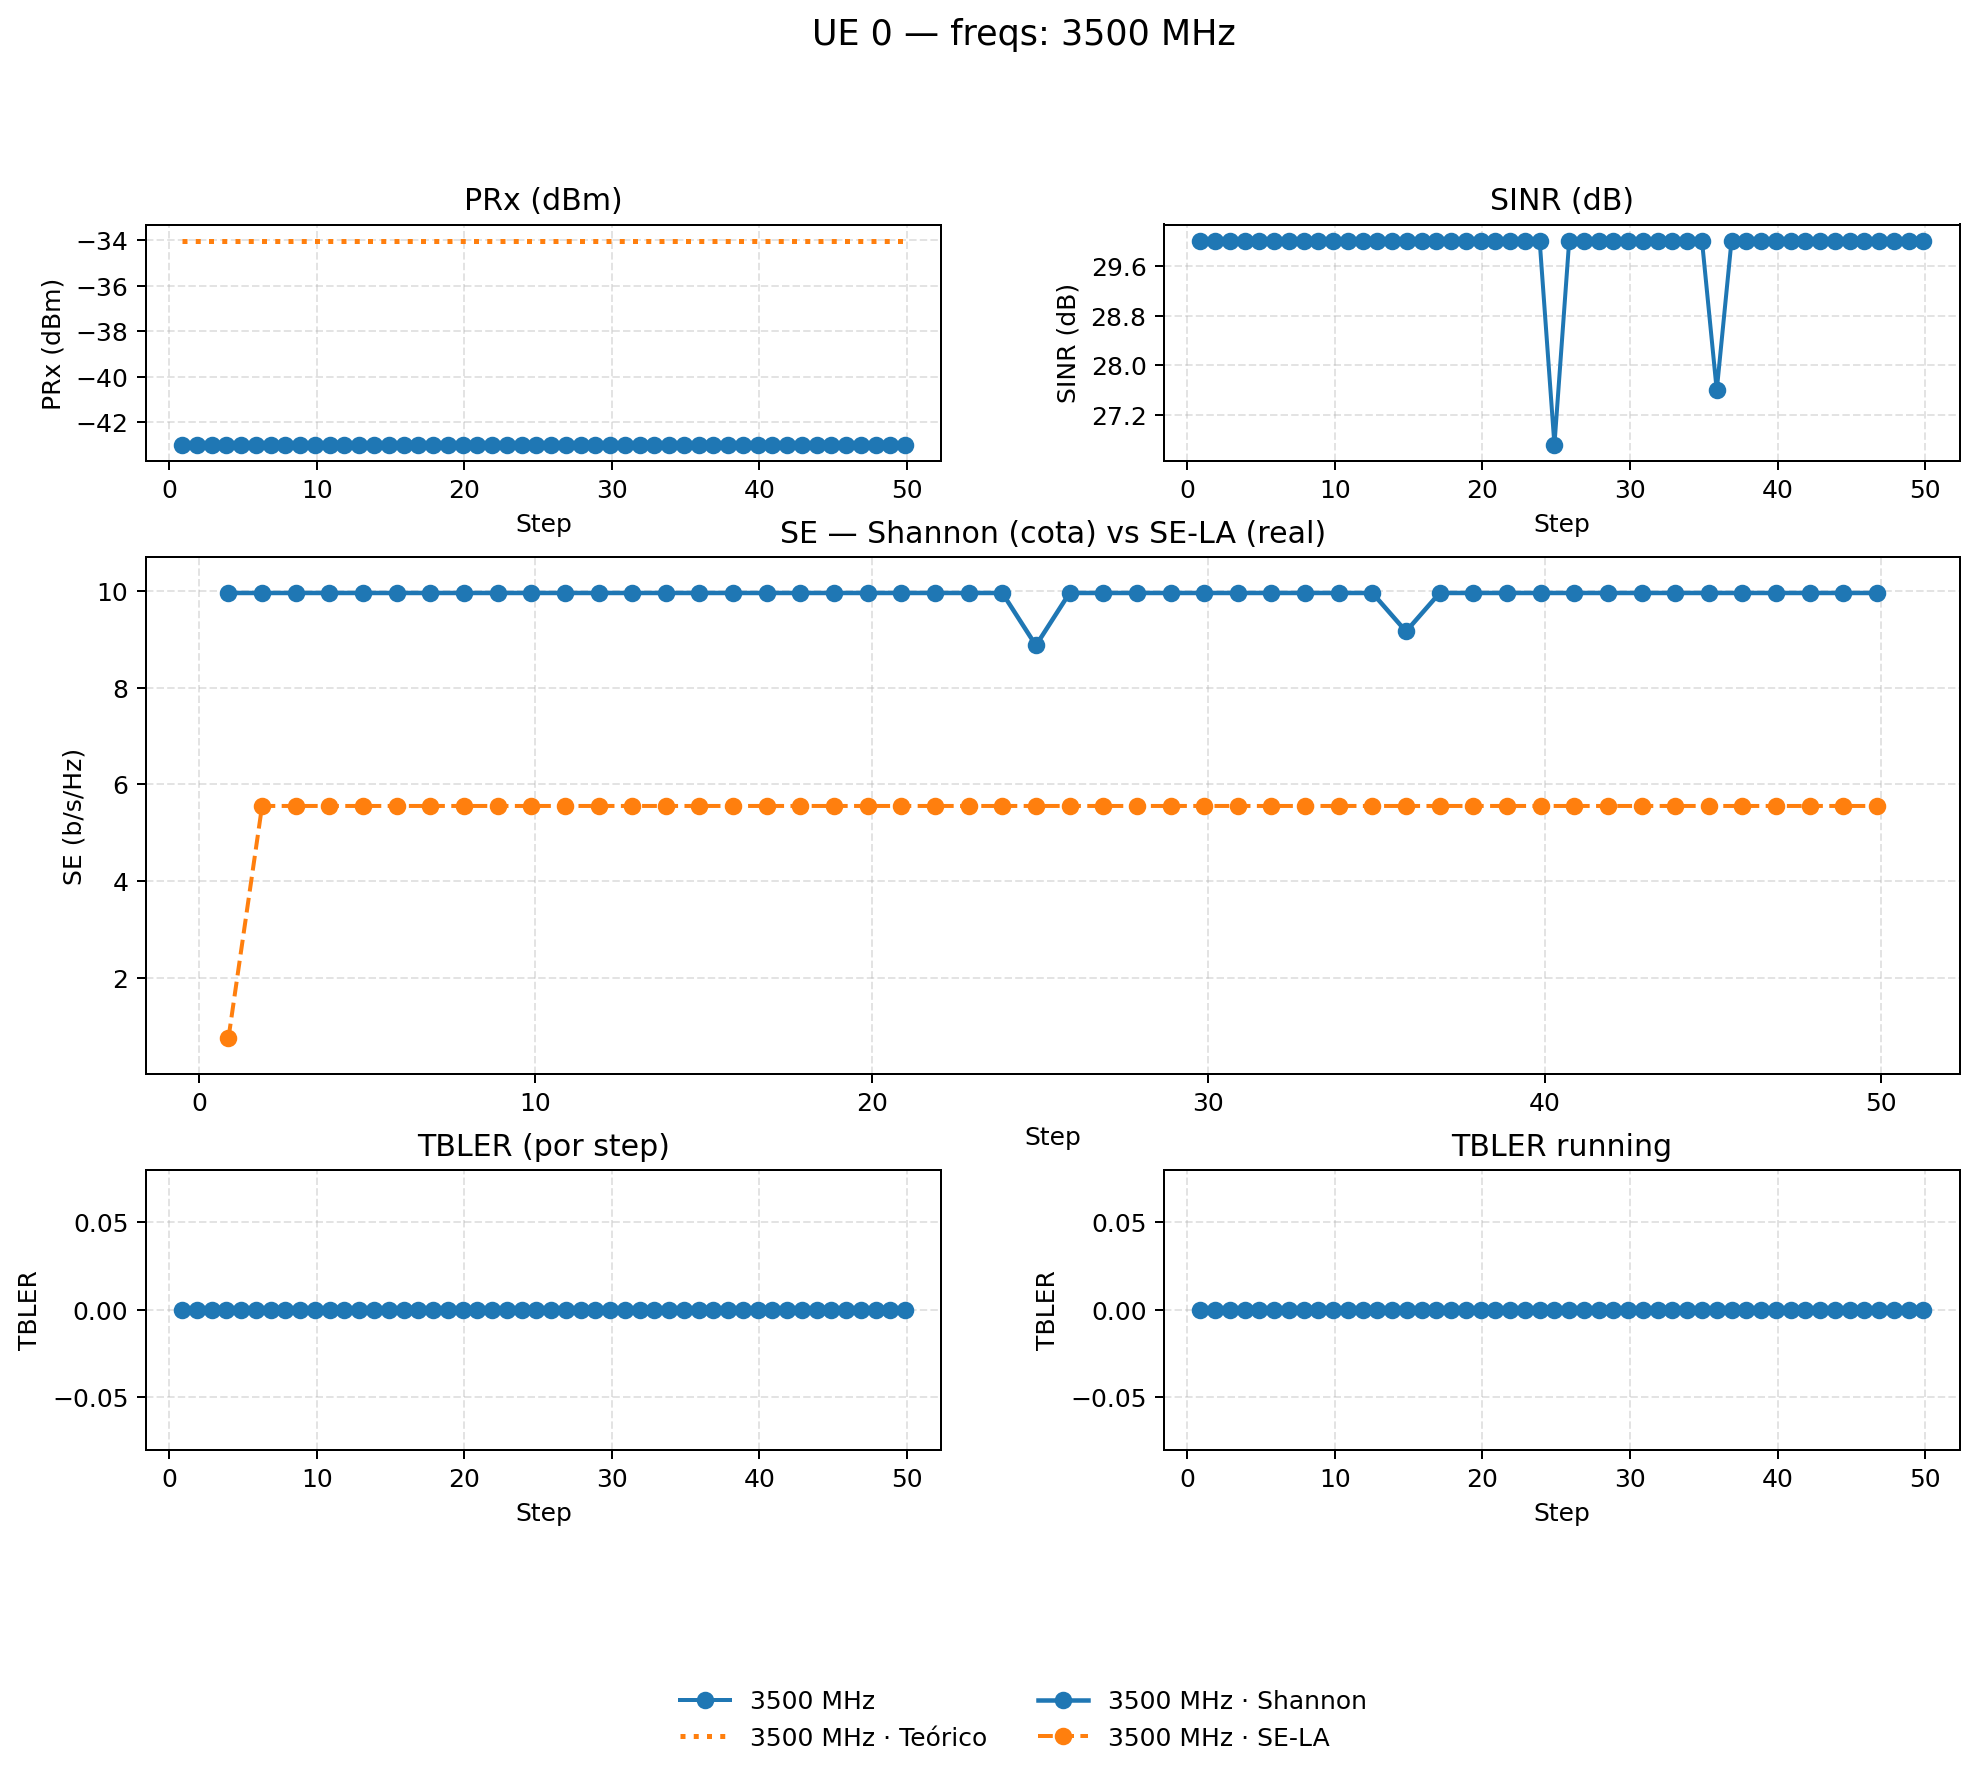 UE 0 — freqs: 3500 MHz
PRx (dBm)
PRx (dBm)
−34
−36
−38
−40
−42
0 10 20 30 40 50
Step
SINR (dB)
SINR (dB)
29.6
28.8
28.0
27.2
0 10 20 30 40 50
Step
SE — Shannon (cota) vs SE-LA (real)
SE (b/s/Hz)
10
8
6
4
2
0 10 20 30 40 50
Step
TBLER (por step)
TBLER
0.05
0.00
−0.05
0 10 20 30 40 50
Step
TBLER running
TBLER
0.05
0.00
−0.05
0 10 20 30 40 50
Step
3500 MHz
3500 MHz · Teórico
3500 MHz · Shannon
3500 MHz · SE-LA